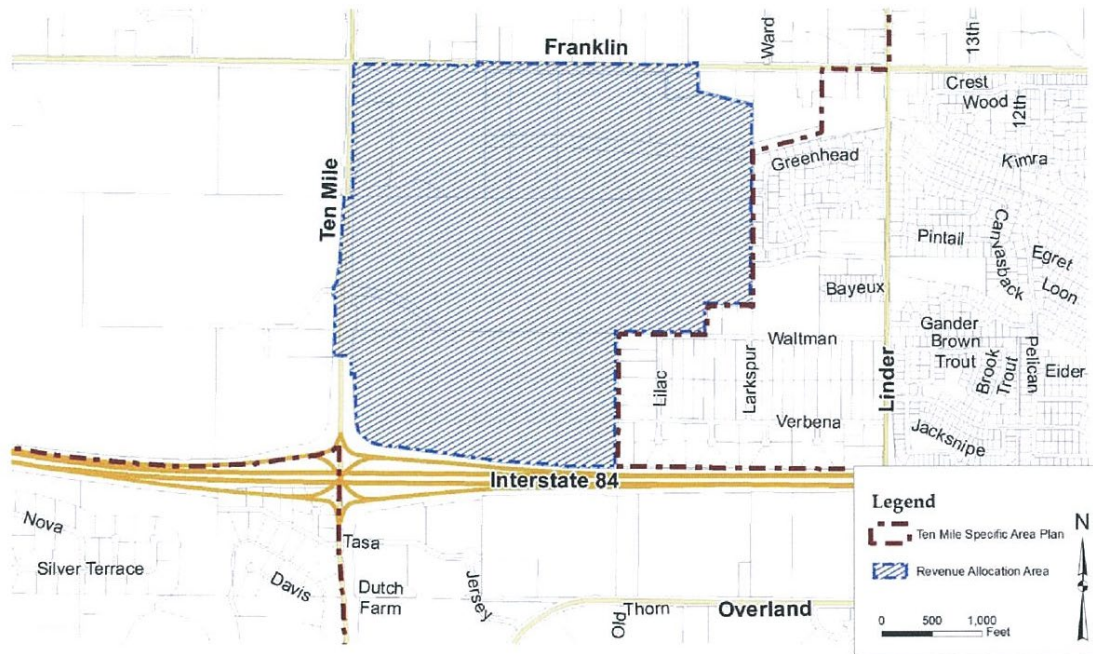 Franklin
Ward
13th
Crest
Wood
12th
Ten Mile
Greenhead
Kimra
Pintail
Canvasback
Egret
Loon
Bayeux
Waltman
Gander
Brown
Trout
Brook
Trout
Pelican
Eider
Lilac
Larkspur
Linder
Verbena
Jacksnipe
Interstate 84
Legend
Ten Mile Specific Area Plan
Revenue Allocation Area
N
0 500 1,000
Feet
Nova
Silver Terrace
Tasa
Davis
Dutch
Farm
Jersey
Old
Thorn
Overland